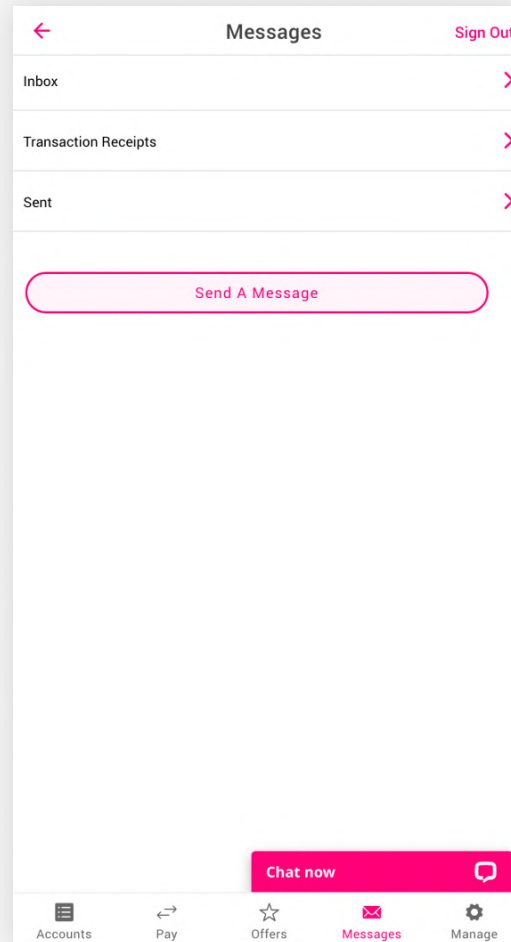 Messages
Sign Out
Inbox
Transaction Receipts
Sent
Send A Message
Chat now
Accounts
Pay
Offers
Messages
Manage